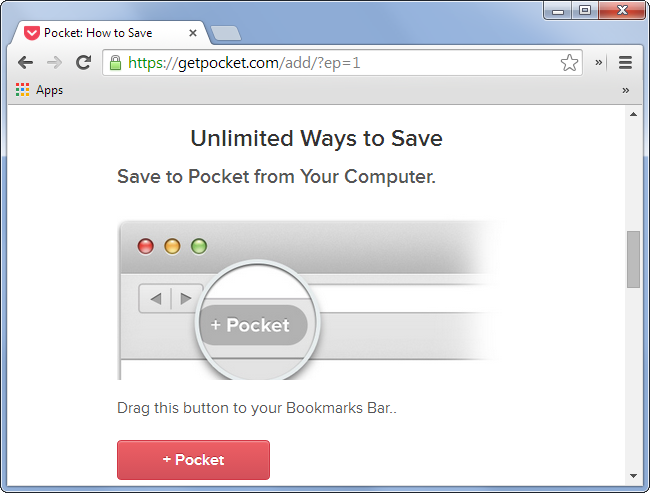 Pocket: How to Save
https://getpocket.com/add/?ep=1
Apps
Unlimited Ways to Save
Save to Pocket from Your Computer.
+ Pocket
Drag this button to your Bookmarks Bar..
+ Pocket